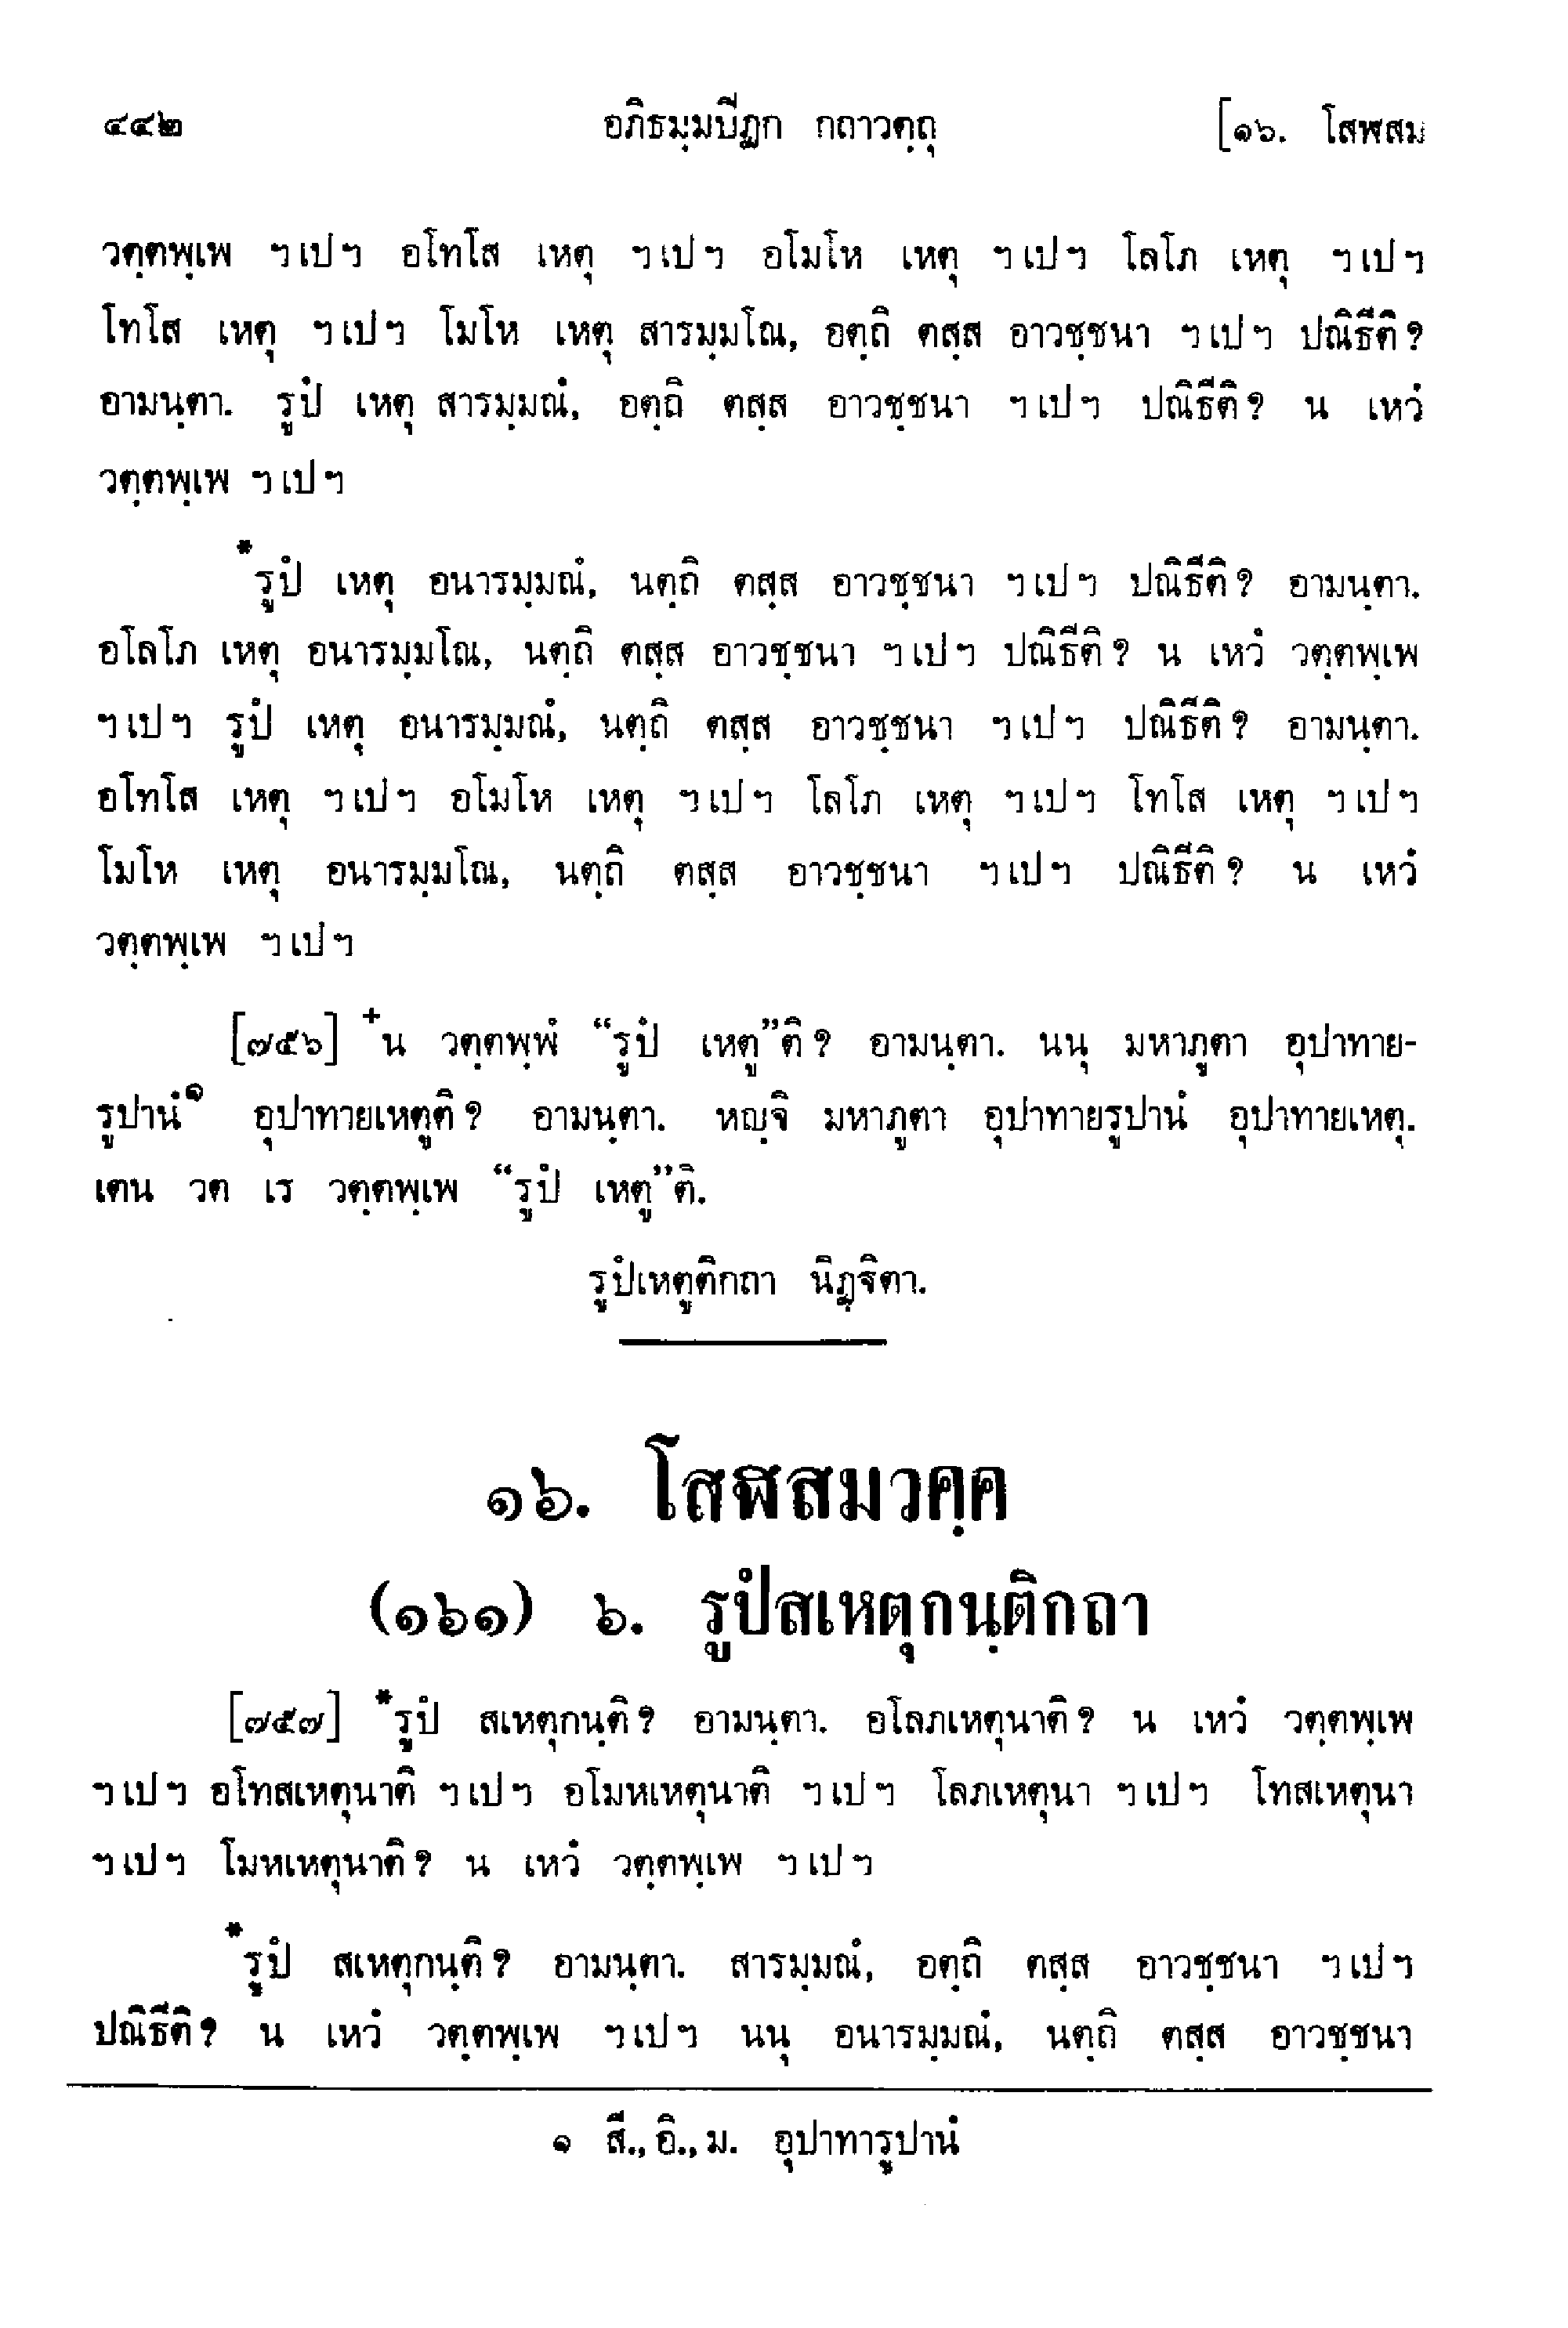 ๔๔๒ อภิธมฺมปีฏก กถาวตฺถุ [๑๖. โสฬสม
วตฺตพฺเพ ฯเปฯ อโทโส เหตุ ฯเปฯ อโมโห เหตุ ฯเปฯ โลโภ เหตุ ฯเปฯ
โทโส เหตุ ฯเปฯ โมโห เหตุ สารมฺมโณ, อตฺถิ ตสฺส อาวชฺชนา ฯเปฯ ปณิธีติ?
อามนฺตา. รูปํ เหตุ สารมฺมณํ, อตฺถิ ตสฺส อาวชฺชนา ฯเปฯ ปณิธีติ? น เหวํ
วตฺตพฺเพ ฯเปฯ
*รูปํ เหตุ อนารมฺมณํ, นตฺถิ ตสฺส อาวชฺชนา ฯเปฯ ปณิธีติ? อามนฺตา.
อโลโภ เหตุ อนารมฺมโณ, นตฺถิ ตสฺส อาวชฺชนา ฯเปฯ ปณิธีติ? น เหวํ วตฺตพฺเพ
ฯเปฯ รูปํ เหตุ อนารมฺมณํ, นตฺถิ ตสฺส อาวชฺชนา ฯเปฯ ปณิธีติ? อามนฺตา.
อโทโส เหตุ ฯเปฯ อโมโห เหตุ ฯเปฯ โลโภ เหตุ ฯเปฯ โทโส เหตุ ฯเปฯ
โมโห เหตุ อนารมฺมโณ, นตฺถิ ตสฺส อาวชฺชนา ฯเปฯ ปณิธีติ? น เหวํ
วตฺตพฺเพ ฯเปฯ
[๗๕๖] +น วตฺตพฺพํ “รูปํ เหตู”ติ? อามนฺตา. นนุ มหาภูตา อุปาทาย-
รูปานํ๑ อุปาทายเหตูติ? อามนฺตา. หญฺจิ มหาภูตา อุปาทายรูปานํ อุปาทายเหตุ.
เตน วต เร วตฺตพฺเพ “รูปํ เหตู”ติ.
รูปํเหตูติกถา นิฏฺฐิตา.
๑๖. โสฬสมวคฺค
(๑๖๑) ๖. รูปํสเหตุกนฺติกถา
[๗๕๗] *รูปํ สเหตุกนฺติ? อามนฺตา. อโลภเหตุนาติ? น เหวํ วตฺตพฺเพ
ฯเปฯ อโทสเหตุนาติ ฯเปฯ อโมหเหตุนาติ ฯเปฯ โลภเหตุนา ฯเปฯ โทสเหตุนา
ฯเปฯ โมหเหตุนาติ? น เหวํ วตฺตพฺเพ ฯเปฯ
*รูปํ สเหตุกนฺติ? อามนฺตา. สารมฺมณํ, อตฺถิ ตสฺส อาวชฺชนา ฯเปฯ
ปณิธีติ? น เหวํ วตฺตพฺเพ ฯเปฯ นนุ อนารมฺมณํ, นตฺถิ ตสฺส อาวชฺชนา
๑ สี.,อิ.,ม. อุปาทารูปานํ